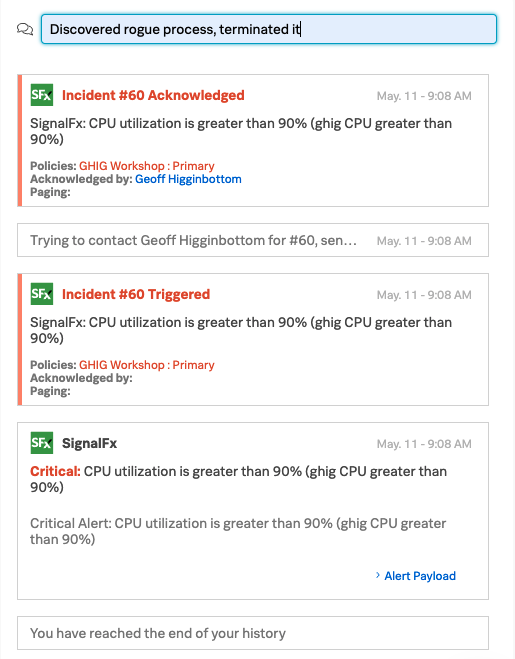 Discovered rogue process, terminated it
SFx Incident #60 Acknowledged May. 11 - 9:08 AM
SignalFx: CPU utilization is greater than 90% (ghig CPU greater than
90%)
Policies: GHIG Workshop : Primary
Acknowledged by: Geoff Higginbottom
Paging:
Trying to contact Geoff Higginbottom for #60, sen... May. 11 - 9:08 AM
SFx Incident #60 Triggered May. 11 - 9:08 AM
SignalFx: CPU utilization is greater than 90% (ghig CPU greater than
90%)
Policies: GHIG Workshop : Primary
Acknowledged by:
Paging:
SFx SignalFx May. 11 - 9:08 AM
Critical: CPU utilization is greater than 90% (ghig CPU greater than
90%)
Critical Alert: CPU utilization is greater than 90% (ghig CPU greater
than 90%)
› Alert Payload
You have reached the end of your history